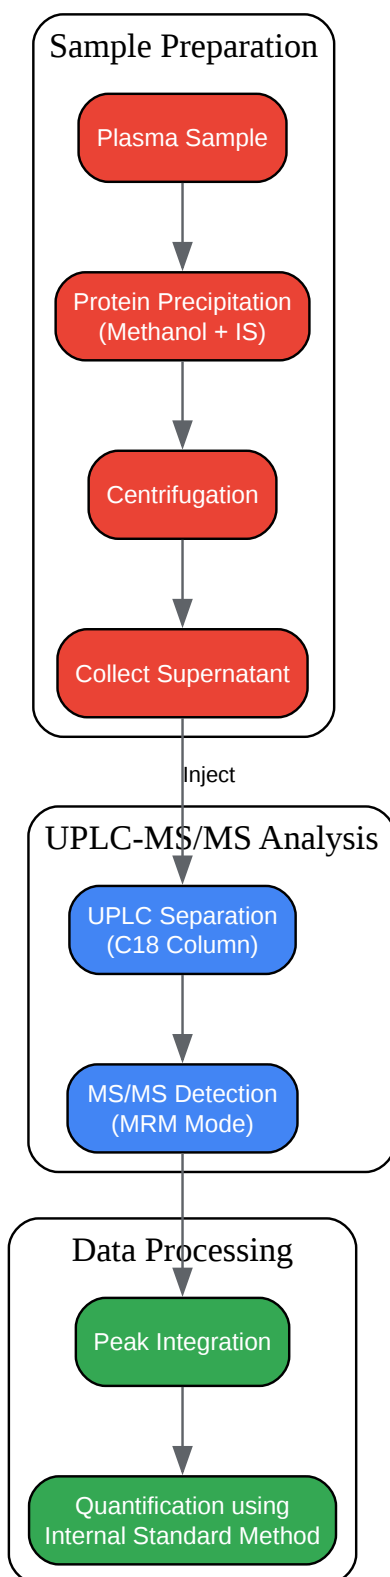 Sample Preparation
Plasma Sample
Protein Precipitation
(Methanol + IS)
Centrifugation
Collect Supernatant
Inject
UPLC-MS/MS Analysis
UPLC Separation
(C18 Column)
MS/MS Detection
(MRM Mode)
Data Processing
Peak Integration
Quantification using
Internal Standard Method